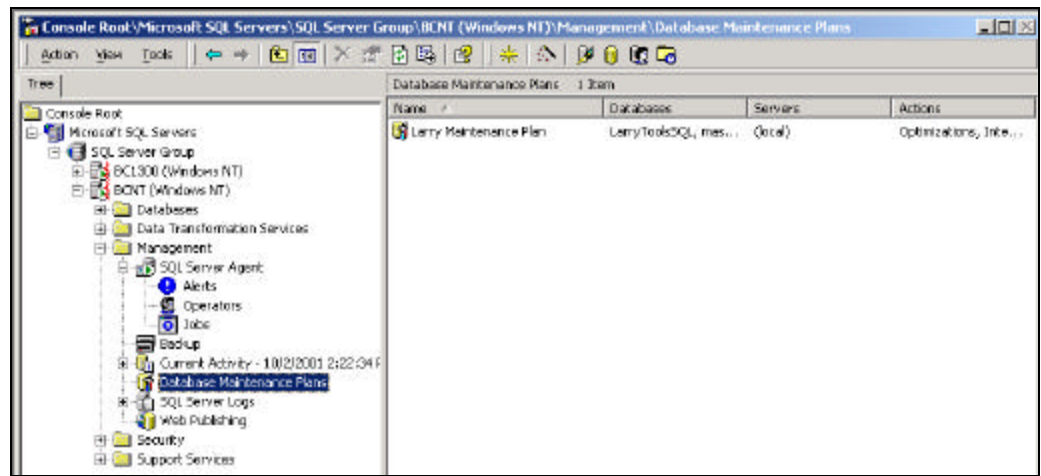 Console Root\Microsoft SQL Servers\SQL Server Group\BCNT (Windows NT)\Management\Database Maintenance Plans
Action View Tools
Tree
Database Maintenance Plans 1 Item
Name Databases Servers Actions
Larry Maintenance Plan LarryToolsSQL, mas... (local) Optimizations, Inte...
Console Root
Microsoft SQL Servers
SQL Server Group
BC1300 (Windows NT)
BCNT (Windows NT)
Databases
Data Transformation Services
Management
SQL Server Agent
Alerts
Operators
Jobs
Backup
Current Activity - 10/2/2001 2:22:34 P
Database Maintenance Plans
SQL Server Logs
Web Publishing
Security
Support Services